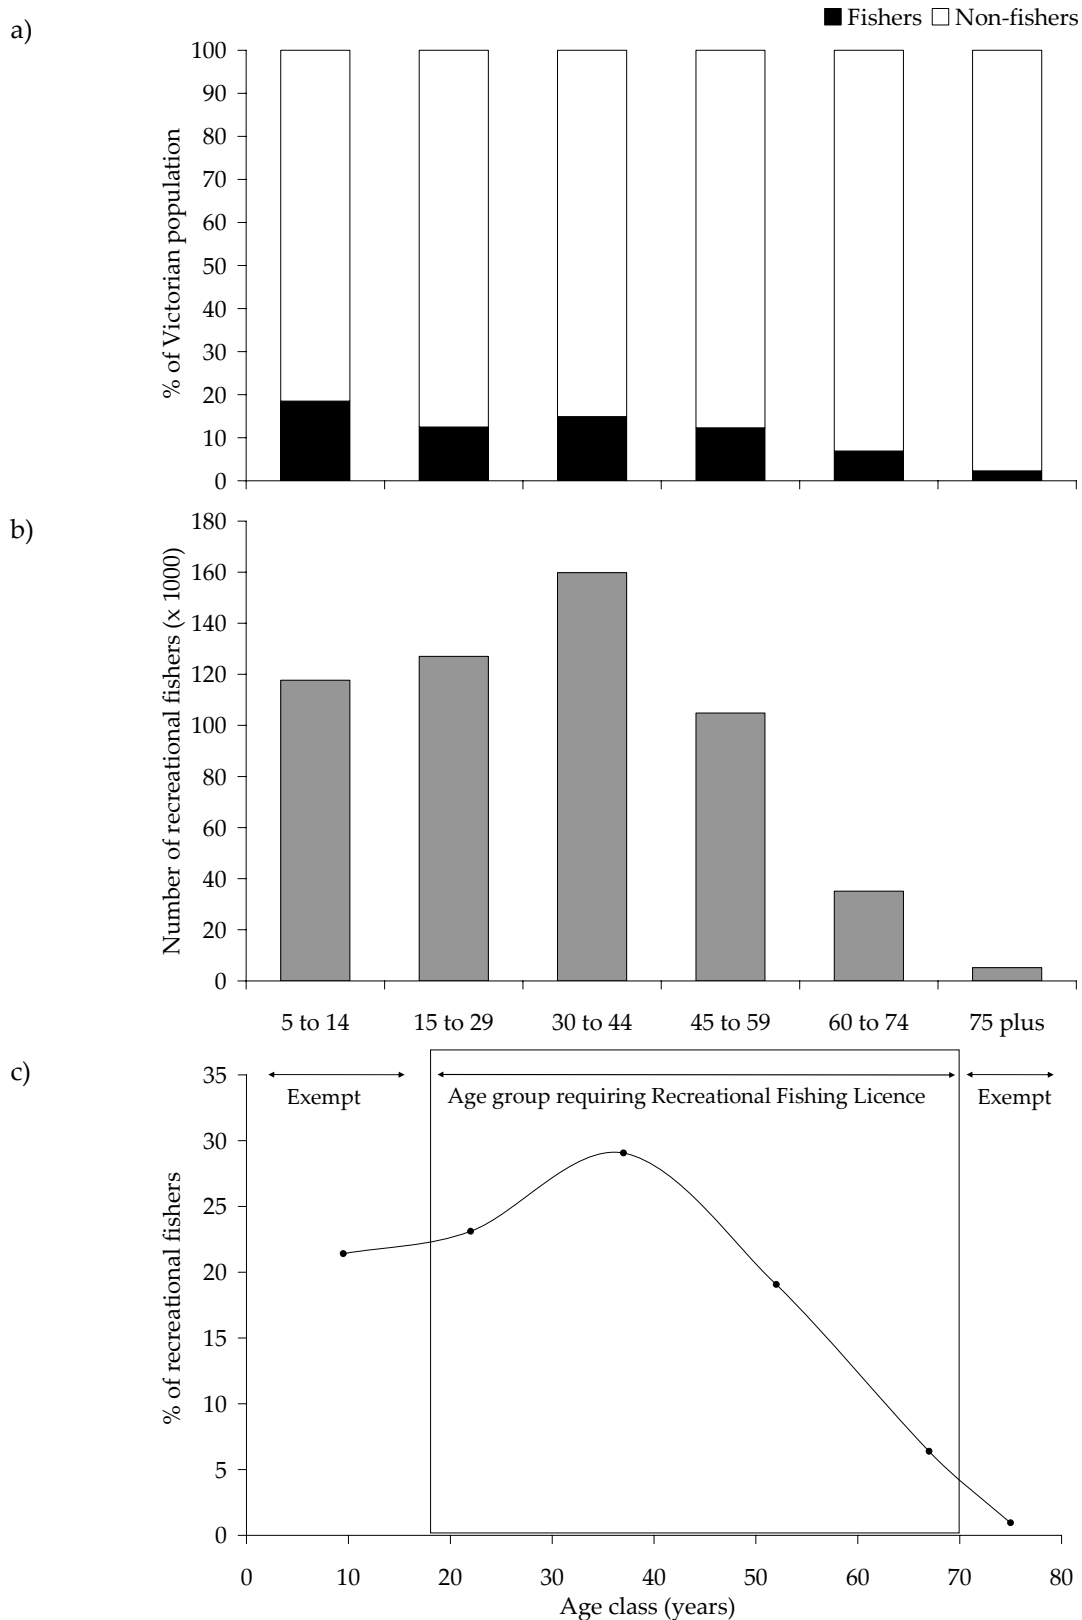 Fishers Non-fishers
a)
100
90
80
70
60
50
40
30
20
10
0
% of Victorian population
b)
180
160
140
120
100
80
60
40
20
0
Number of recreational fishers (x 1000)
5 to 14 15 to 29 30 to 44 45 to 59 60 to 74 75 plus
c)
35
30
25
20
15
10
5
0
% of recreational fishers
Exempt Age group requiring Recreational Fishing Licence Exempt
0 10 20 30 40 50 60 70 80
Age class (years)